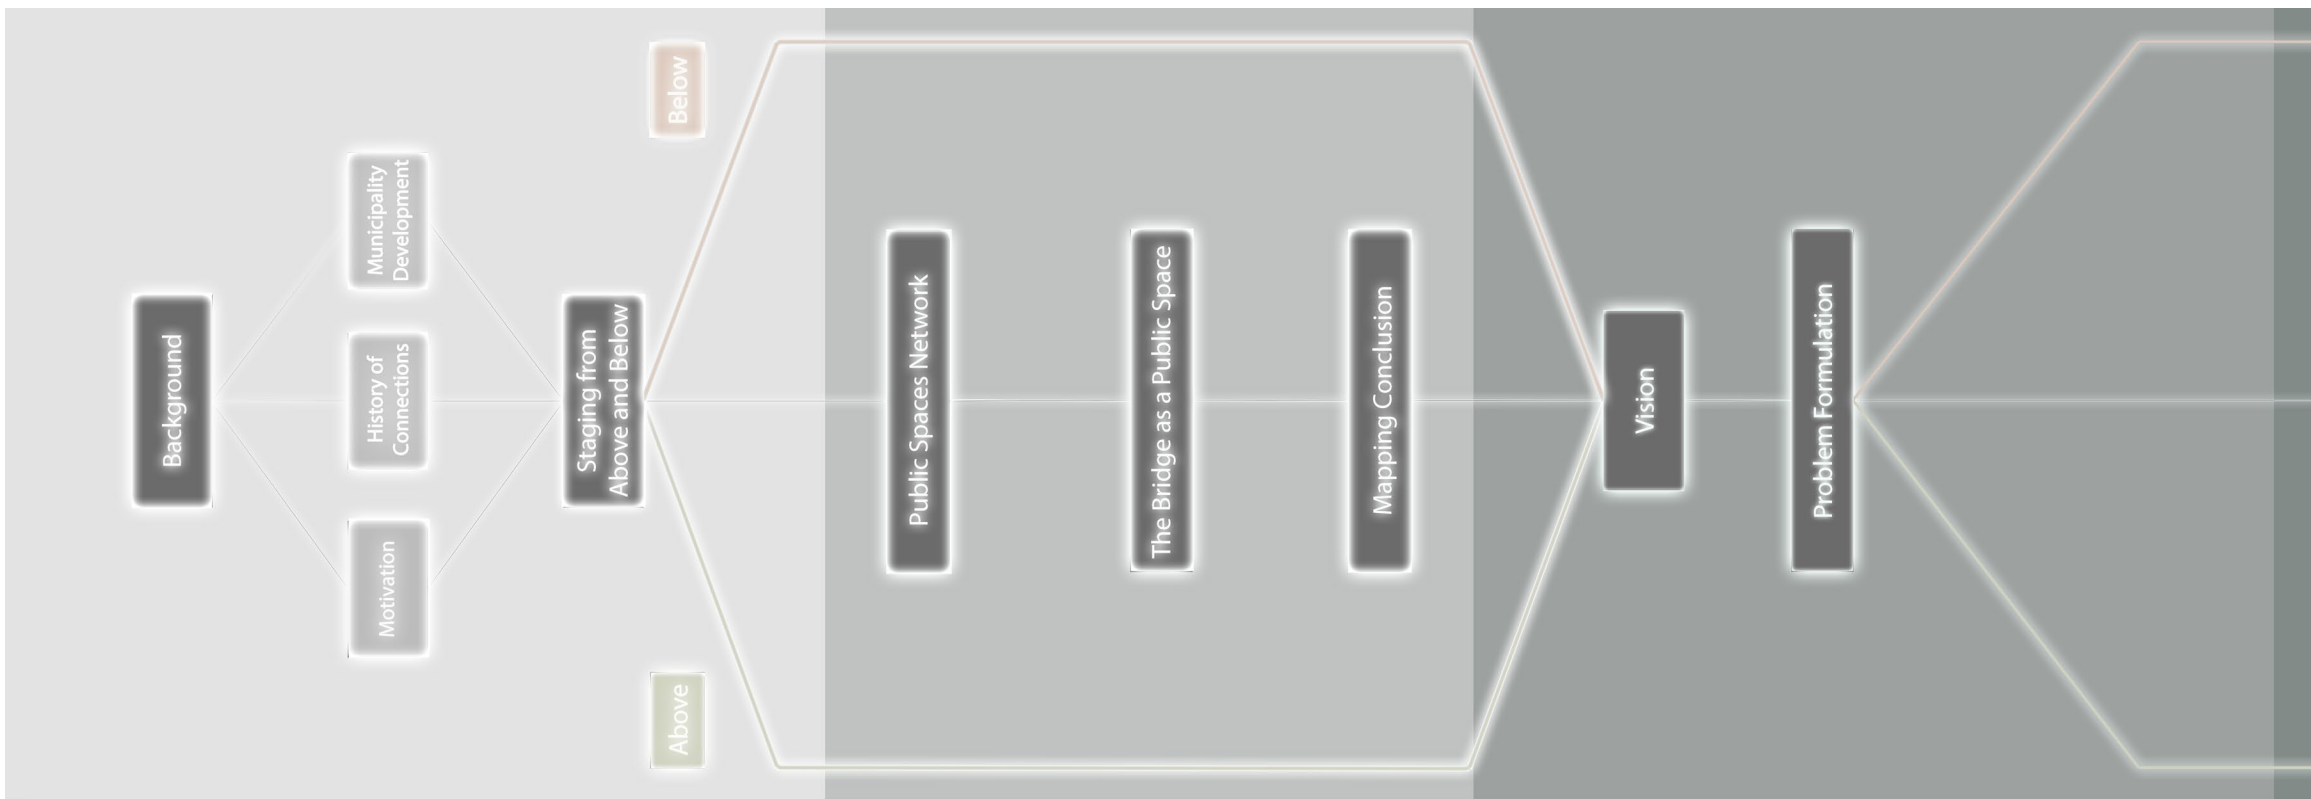 Background
Motivation
History of
Connections
Municipality
Development
Staging from
Above and Below
Above
Below
Public Spaces Network
The Bridge as a Public Space
Mapping Conclusion
Vision
Problem Formulation